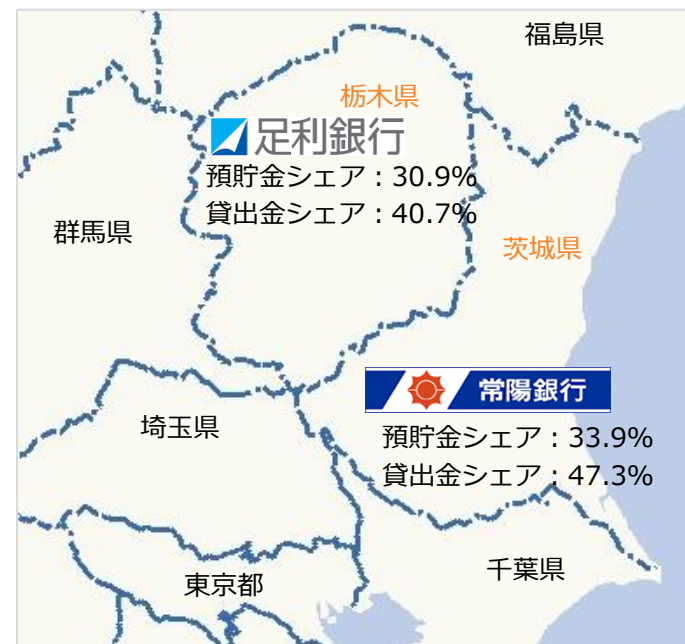 福島県
栃木県
足利銀行
預貯金シェア：30.9%
貸出金シェア：40.7%
群馬県
茨城県
常陽銀行
預貯金シェア：33.9%
貸出金シェア：47.3%
埼玉県
千葉県
東京都